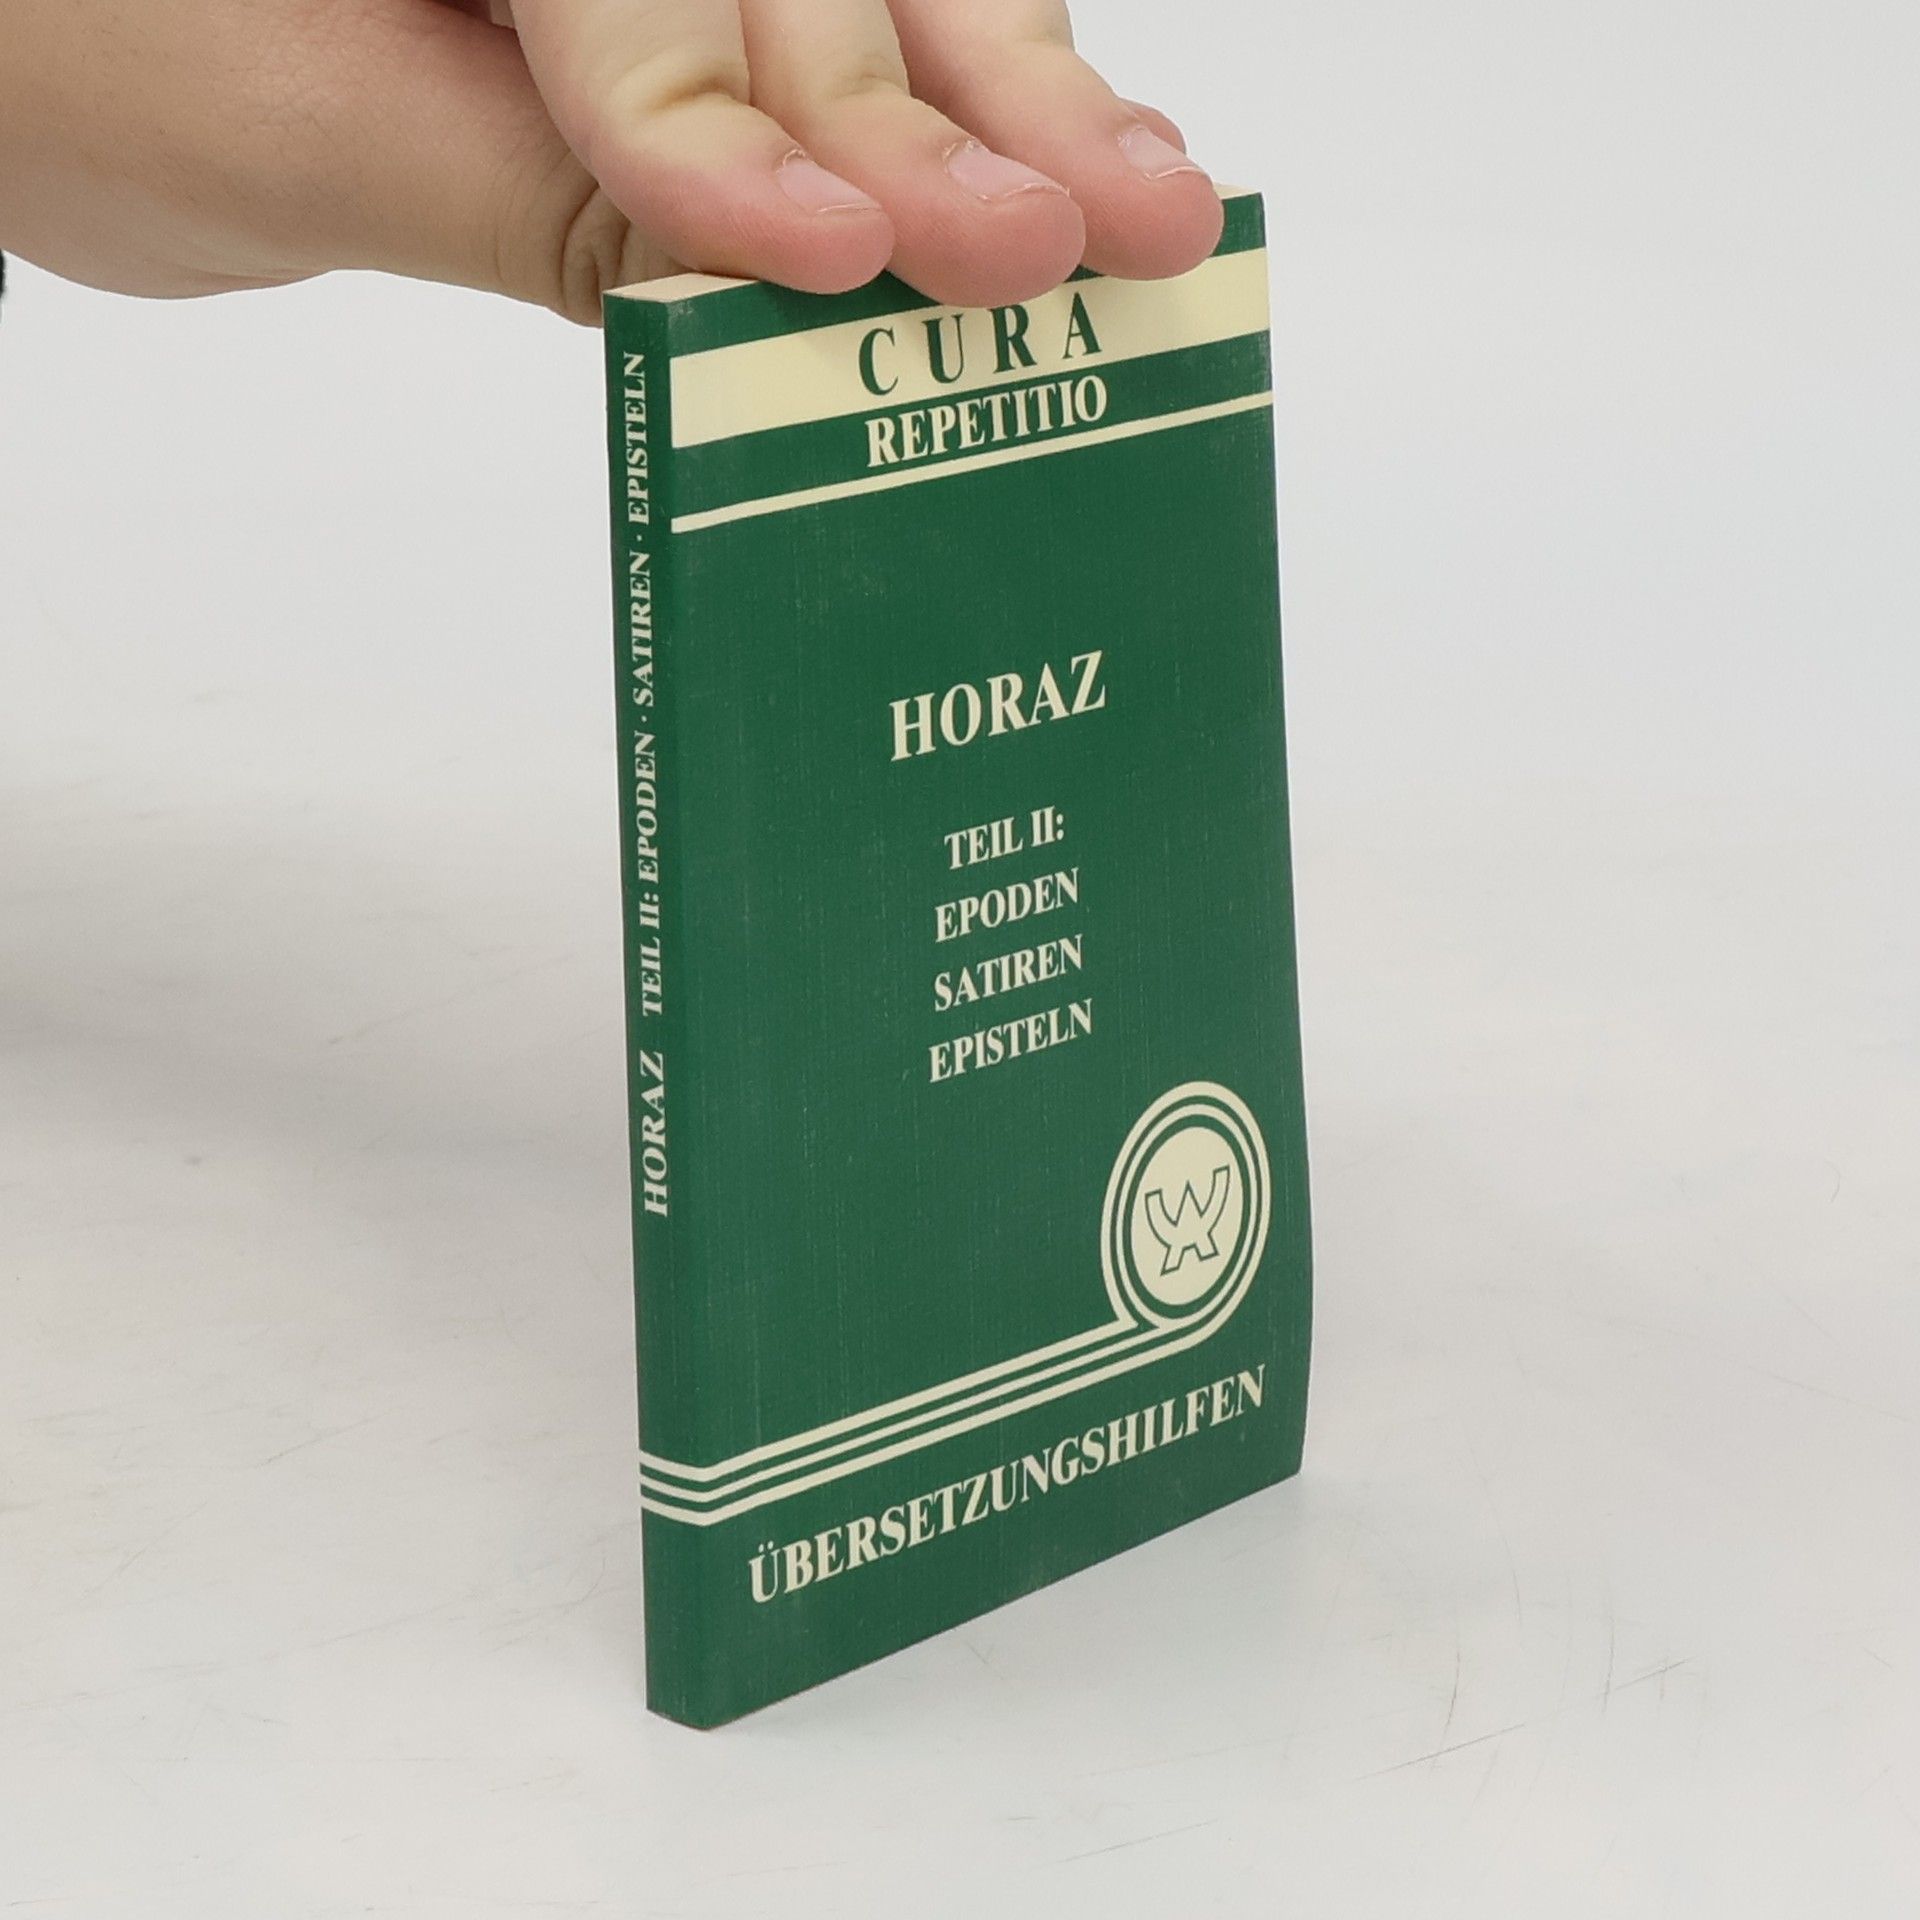 CURA
REPETITIO
HORAZ
TEIL II:
EPODEN
SATIREN
EPISTELN
ÜBERSETZUNGSHILFEN
HORAZ TEIL II: EPODEN · SATIREN · EPISTELN